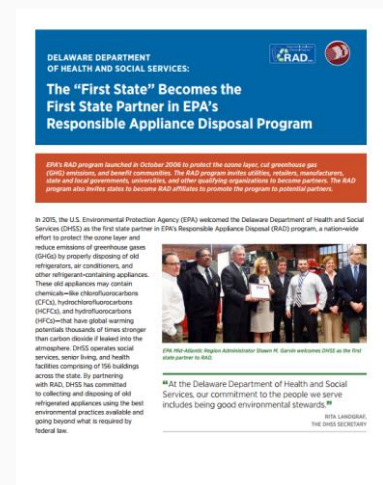 RAD
DELAWARE DEPARTMENT
OF HEALTH AND SOCIAL SERVICES:
The “First State” Becomes the
First State Partner in EPA’s
Responsible Appliance Disposal Program
EPA's RAD program launched in October 2006 to protect the ozone layer, cut greenhouse gas
(GHG) emissions, and benefit communities. The RAD program invites utilities, retailers, manufacturers,
state and local governments, universities, and other qualifying organizations to become partners. The RAD
program also invites states to become RAD affiliates to promote the program to potential partners.
In 2015, the U.S. Environmental Protection Agency (EPA) welcomed the Delaware Department of Health and Social
Services (DHSS) as the first state partner in EPA's Responsible Appliance Disposal (RAD) program, a nation-wide
effort to protect the ozone layer and
reduce emissions of greenhouse gases
(GHGs) by properly disposing of old
refrigerators, air conditioners, and
other refrigerant-containing appliances.
These old appliances may contain
chemicals—like chlorofluorocarbons
(CFCs), hydrochlorofluorocarbons
(HCFCs), and hydrofluorocarbons
(HFCs)—that have global warming
potentials thousands of times stronger
than carbon dioxide if leaked into the
atmosphere. DHSS operates social
services, senior living, and health
facilities comprising of 156 buildings
across the state. By partnering
with RAD, DHSS has committed
to collecting and disposing of old
refrigerated appliances using the best
environmental practices available and
going beyond what is required by
federal law.
EPA Mid-Atlantic Region Administrator Shawn M. Garvin welcomes DHSS as the first
state partner to RAD.
“At the Delaware Department of Health and Social
Services, our commitment to the people we serve
includes being good environmental stewards.”
RITA LANDGRAF,
THE DHSS SECRETARY